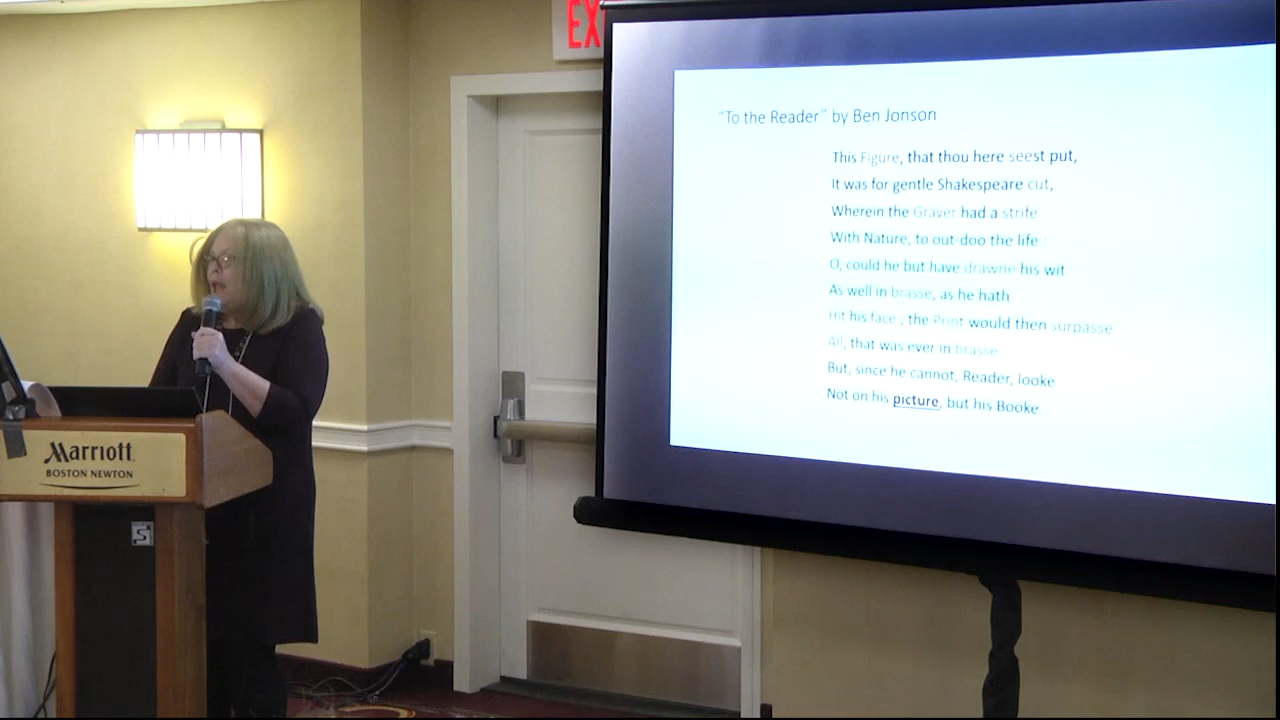 EX
"To the Reader" by Ben Jonson
This Figure, that thou here seest put,
It was for gentle Shakespeare cut,
Wherein the Graver had a strife
With Nature, to out-doo the life :
O, could he but have drawne his wit
As well in brasse, as he hath
Hit his face ; the Print would then surpasse
All, that was ever in brasse.
But, since he cannot, Reader, looke
Not on his picture, but his Booke
Marriott
BOSTON NEWTON